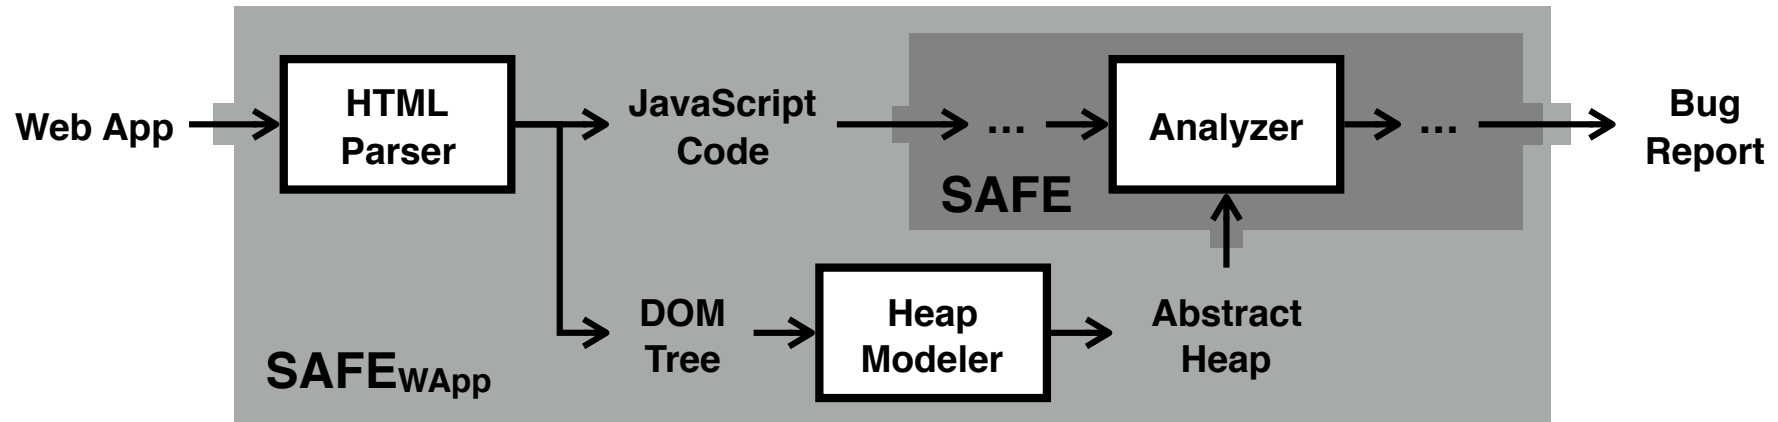 Web App
HTML
Parser
JavaScript
Code
...
Analyzer
...
Bug
Report
SAFE
DOM
Tree
Heap
Modeler
Abstract
Heap
SAFEWApp